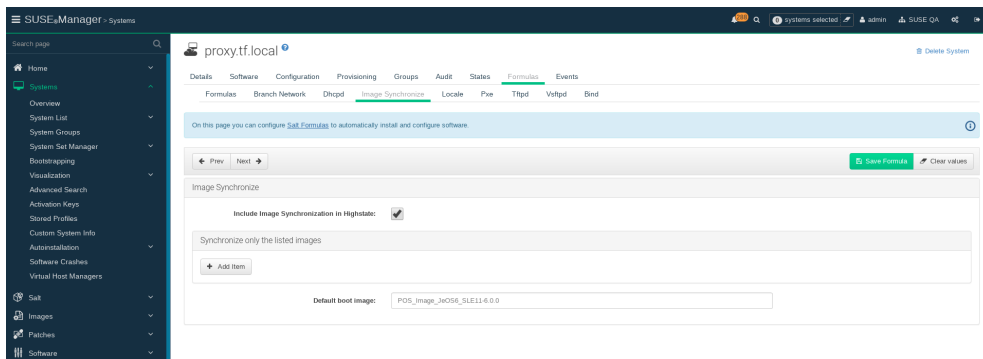 SUSE®Manager > Systems
290
0 systems selected
admin
SUSE QA
Search page
Home
Systems
Overview
System List
System Groups
System Set Manager
Bootstrapping
Visualization
Advanced Search
Activation Keys
Stored Profiles
Custom System Info
Autoinstallation
Software Crashes
Virtual Host Managers
Salt
Images
Patches
Software
proxy.tf.local ?
Delete System
Details Software Configuration Provisioning Groups Audit States Formulas Events
Formulas Branch Network Dhcpd Image Synchronize Locale Pxe Tftpd Vsftpd Bind
On this page you can configure Salt Formulas to automatically install and configure software.
Prev Next
Save Formula Clear values
Image Synchronize
Include Image Synchronization in Highstate:
Synchronize only the listed images
+ Add Item
Default boot image: POS_Image_JeOS6_SLE11-6.0.0